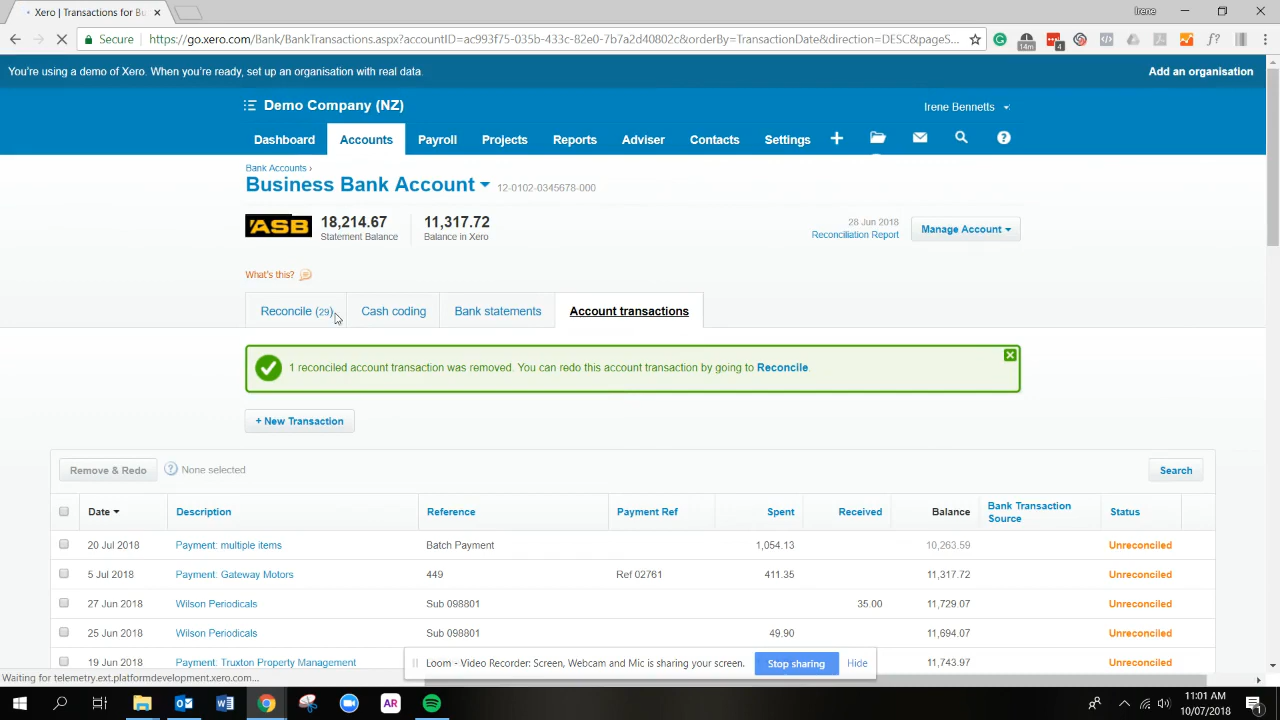 Xero | Transactions for Bu
Irene
Secure
https://go.xero.com/Bank/BankTransactions.aspx?accountID=ac993f75-035b-433c-82e0-7b7a2d40802c&orderBy=TransactionDate&direction=DESC&pageS...
14m
4
f?
You're using a demo of Xero. When you're ready, set up an organisation with real data.
Add an organisation
Demo Company (NZ)
Irene Bennetts
Dashboard Accounts Payroll Projects Reports Adviser Contacts Settings
Bank Accounts ›
Business Bank Account 12-0102-0345678-000
ASB
18,214.67 11,317.72
Statement Balance Balance in Xero
28 Jun 2018
Reconciliation Report
Manage Account
What's this?
Reconcile (29) Cash coding Bank statements Account transactions
1 reconciled account transaction was removed. You can redo this account transaction by going to Reconcile.
+ New Transaction
Remove & Redo ? None selected Search
Date Description Reference Payment Ref Spent Received Balance Bank Transaction Source Status
20 Jul 2018 Payment: multiple items Batch Payment 1,054.13 10,263.59 Unreconciled
5 Jul 2018 Payment: Gateway Motors 449 Ref 02761 411.35 11,317.72 Unreconciled
27 Jun 2018 Wilson Periodicals Sub 098801 35.00 11,729.07 Unreconciled
25 Jun 2018 Wilson Periodicals Sub 098801 49.90 11,694.07 Unreconciled
19 Jun 2018 Payment: Truxton Property Management 11,743.97 Unreconciled
Loom - Video Recorder: Screen, Webcam and Mic is sharing your screen. Stop sharing Hide
Waiting for telemetry.ext.platformdevelopment.xero.com...
AR
11:01 AM
10/07/2018